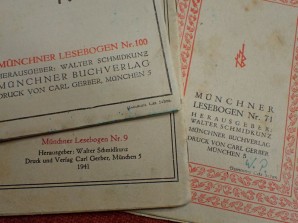 MÜNCHNER LESEBOGEN Nr. 100
HERAUSGEBER: WALTER SCHMIDKUNZ
MÜNCHNER BUCHVERLAG
DRUCK VON CARL GERBER, MÜNCHEN 5
Münchner Lesebogen Nr. 9
Herausgeber: Walter Schmidkunz
Druck und Verlag Carl Gerber, München 5
1941
MÜNCHNER
LESEBOGEN Nr. 71
HERAUSGEBER:
WALTER SCHMIDKUNZ
MÜNCHNER BUCHVERLAG
DRUCK VON CARL GERBER
MÜNCHEN 5